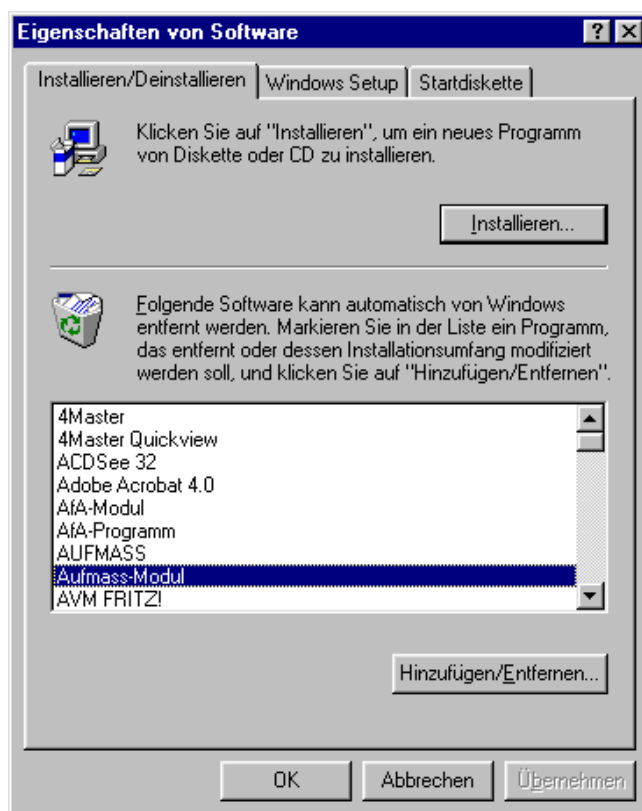 Eigenschaften von Software
Installieren/Deinstallieren
Windows Setup
Startdiskette
Klicken Sie auf "Installieren", um ein neues Programm
von Diskette oder CD zu installieren.
Installieren...
Folgende Software kann automatisch von Windows
entfernt werden. Markieren Sie in der Liste ein Programm,
das entfernt oder dessen Installationsumfang modifiziert
werden soll, und klicken Sie auf "Hinzufügen/Entfernen".
4Master
4Master Quickview
ACDSee 32
Adobe Acrobat 4.0
AfA-Modul
AfA-Programm
AUFMASS
Aufmass-Modul
AVM FRITZ!
Hinzufügen/Entfernen...
OK
Abbrechen
Übernehmen